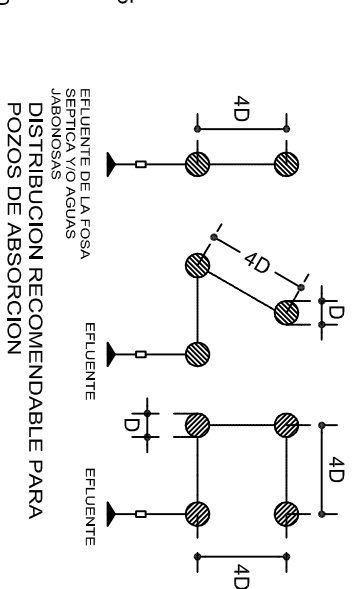 4D
4D
D
4D
D
4D
EFLUENTE DE LA FOSA
SEPTICA Y/O AGUAS
JABONOSAS
EFLUENTE
EFLUENTE
DISTRIBUCION RECOMENDABLE PARA
POZOS DE ABSORCION